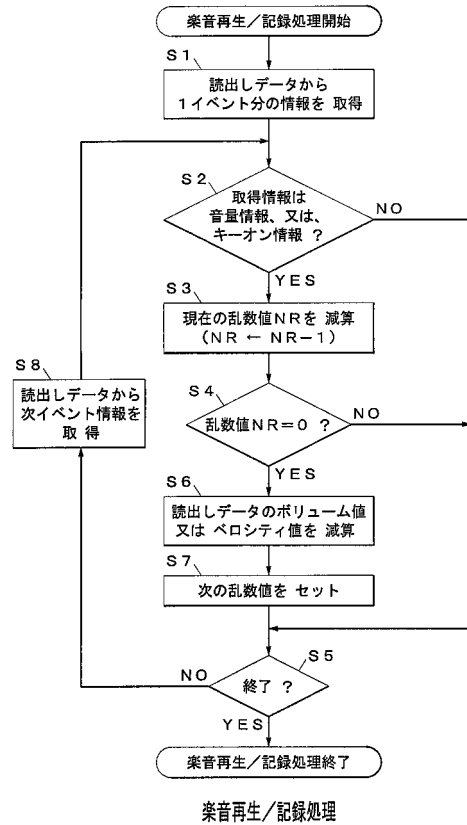 楽音再生／記録処理開始
S1
読出しデータから
1イベント分の情報を 取得
S2
取得情報は
音量情報、又は、
キーオン情報 ?
NO
YES
S3
現在の乱数値NRを 減算
(NR ← NR−1)
S8
読出しデータから
次イベント情報を
取 得
S4
乱数値NR=0 ?
NO
YES
S6
読出しデータのボリューム値
又は ベロシティ値を 減算
S7
次の乱数値を セット
S5
終了 ?
NO
YES
楽音再生／記録処理終了
楽音再生／記録処理